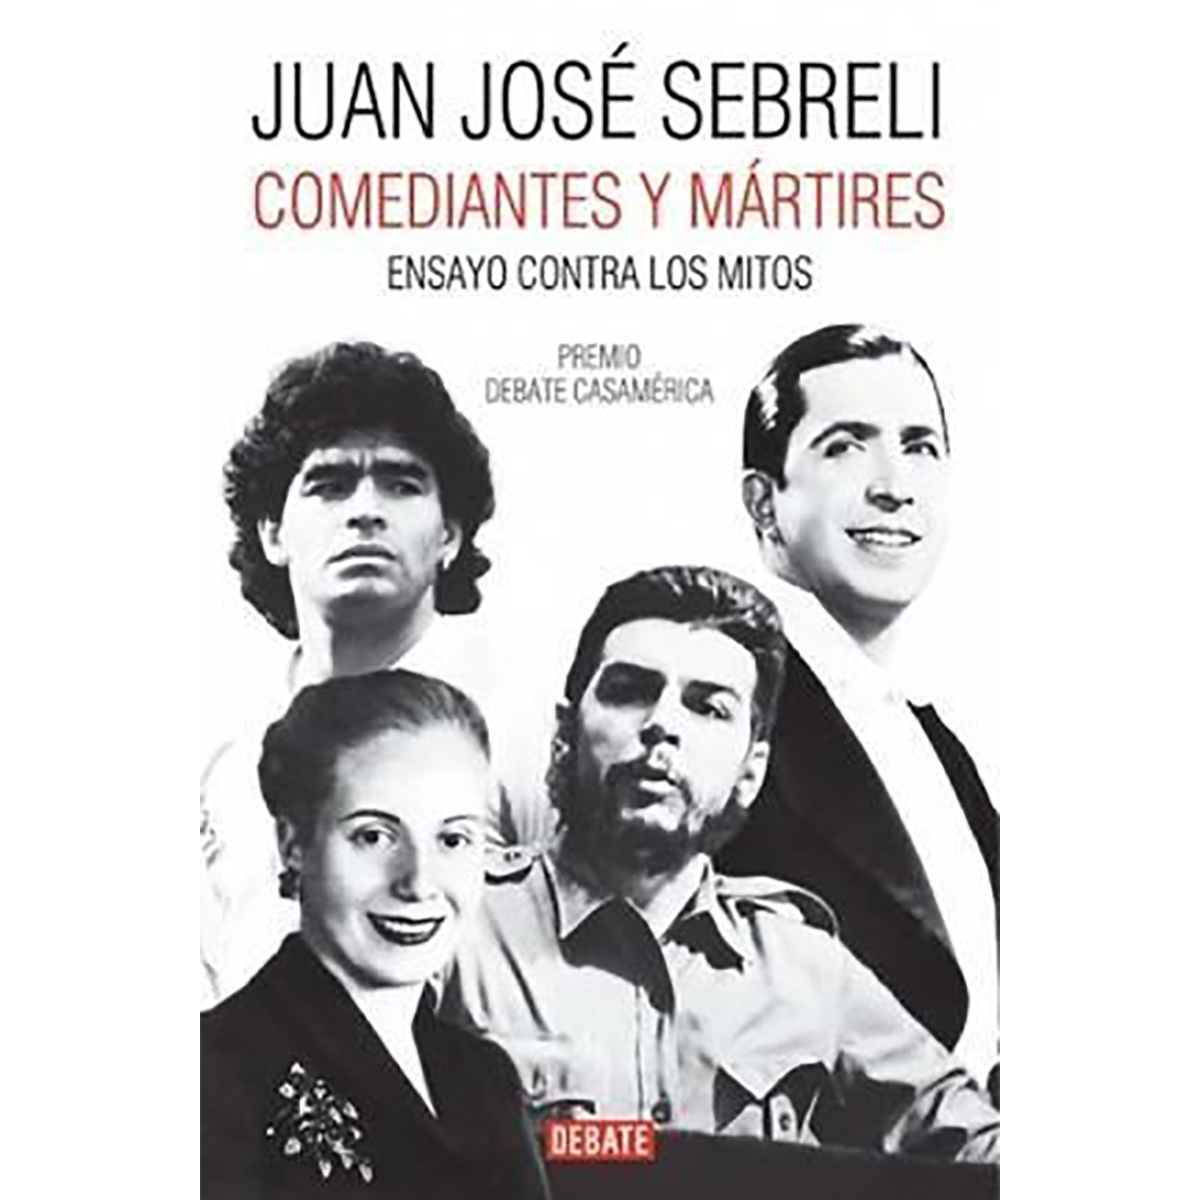 JUAN JOSÉ SEBRELI
COMEDIANTES Y MÁRTIRES
ENSAYO CONTRA LOS MITOS
PREMIO
DEBATE CASAMÉRICA
DEBATE